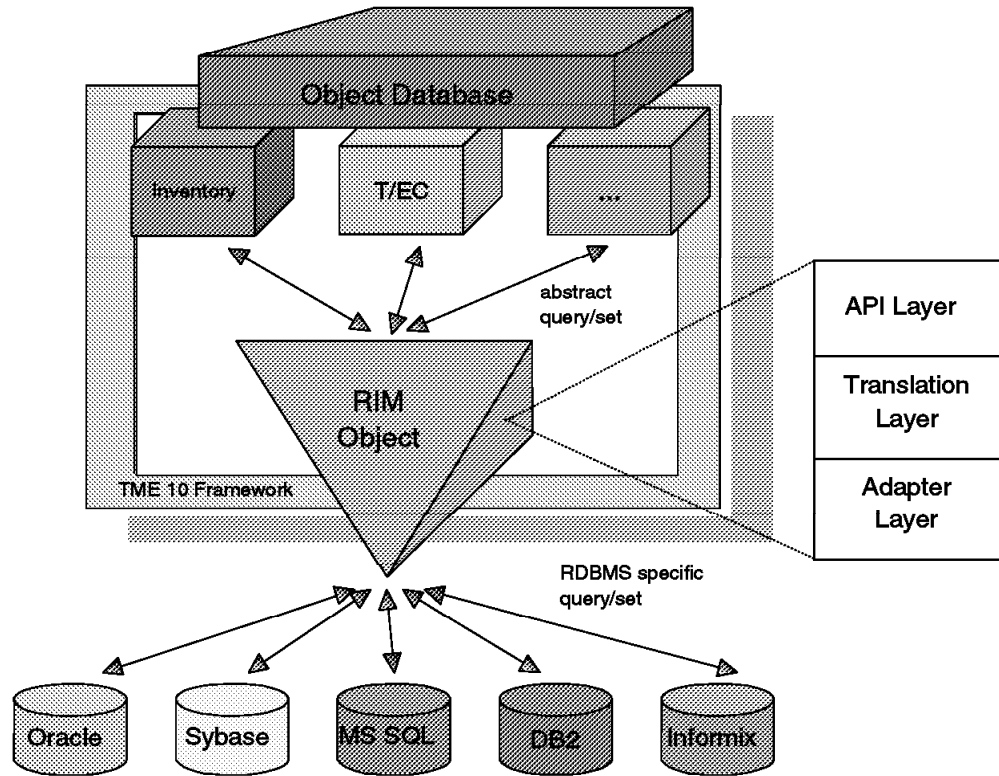 Object Database
Inventory
T/EC
...
abstract
query/set
API Layer
Translation
Layer
Adapter
Layer
RIM
Object
TME 10 Framework
RDBMS specific
query/set
Oracle
Sybase
MS SQL
DB2
Informix